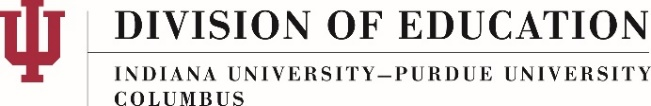 DIVISION OF EDUCATION
INDIANA UNIVERSITY–PURDUE UNIVERSITY
COLUMBUS